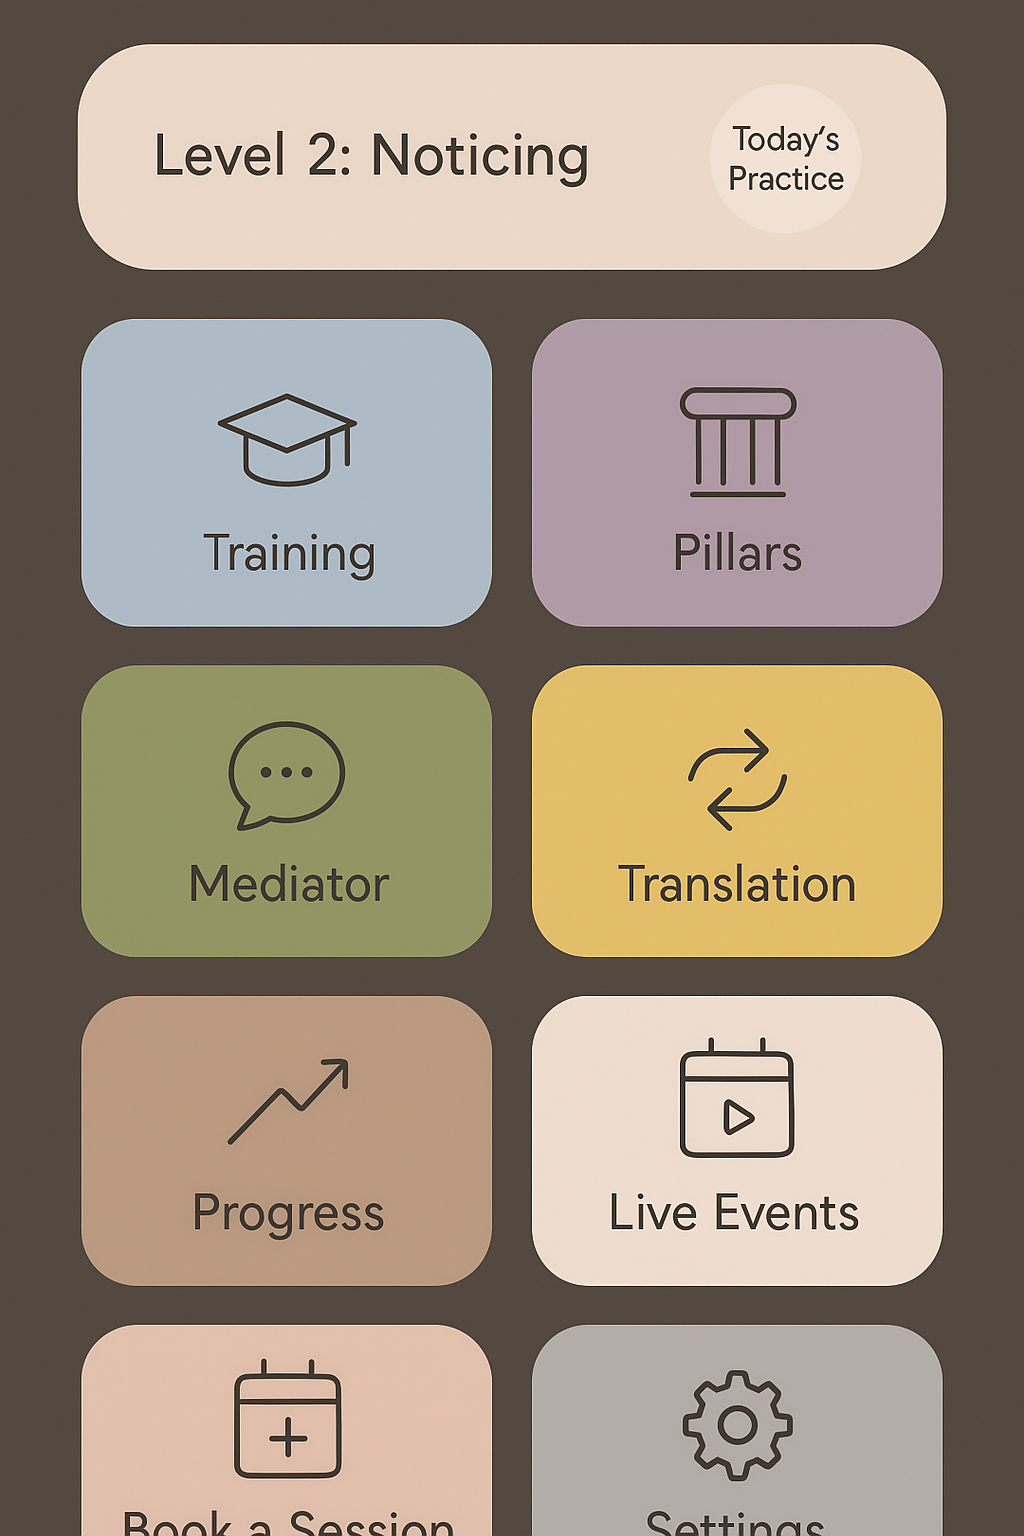 Level 2: Noticing
Today‘s
Practice
Training
Pillars
Mediator
Translation
Progress
Live Events
Book a Session
Settings